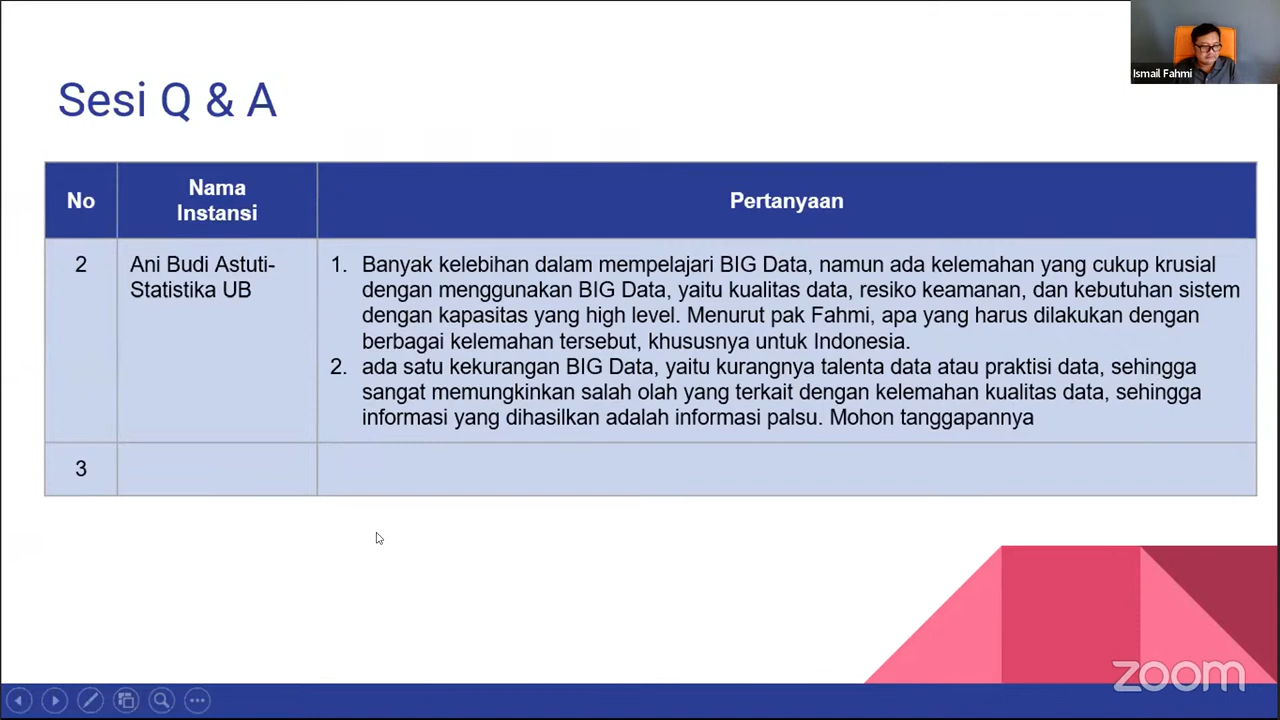 Ismail Fahmi
Sesi Q & A
No
Nama
Instansi
Pertanyaan
2
Ani Budi Astuti-
Statistika UB
1. Banyak kelebihan dalam mempelajari BIG Data, namun ada kelemahan yang cukup krusial
dengan menggunakan BIG Data, yaitu kualitas data, resiko keamanan, dan kebutuhan sistem
dengan kapasitas yang high level. Menurut pak Fahmi, apa yang harus dilakukan dengan
berbagai kelemahan tersebut, khususnya untuk Indonesia.
2. ada satu kekurangan BIG Data, yaitu kurangnya talenta data atau praktisi data, sehingga
sangat memungkinkan salah olah yang terkait dengan kelemahan kualitas data, sehingga
informasi yang dihasilkan adalah informasi palsu. Mohon tanggapannya
3
zoom